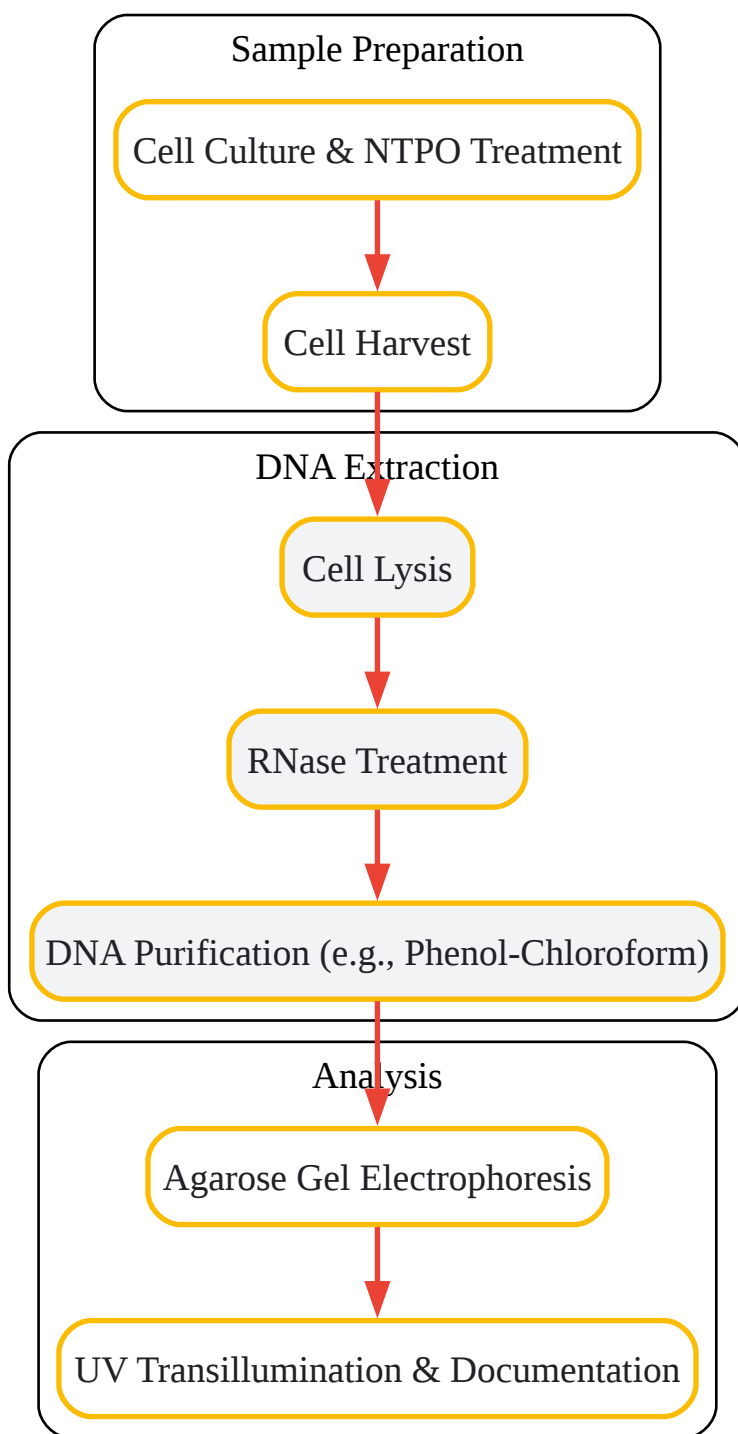 Sample Preparation
Cell Culture & NTPO Treatment
Cell Harvest
DNA Extraction
Cell Lysis
RNase Treatment
DNA Purification (e.g., Phenol-Chloroform)
Analysis
Agarose Gel Electrophoresis
UV Transillumination & Documentation